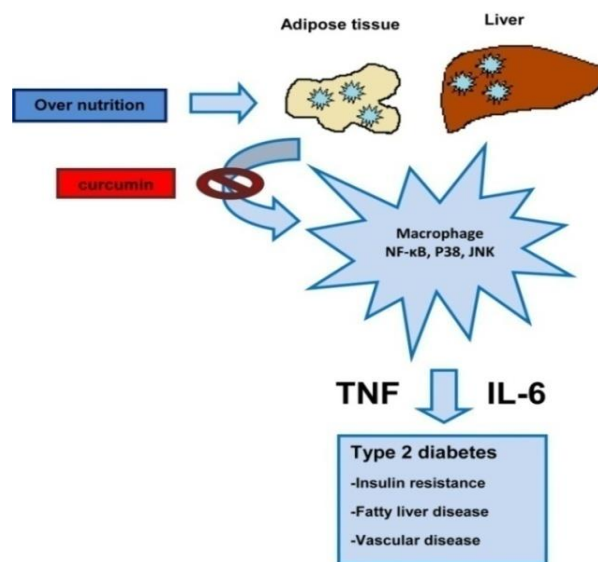 Adipose tissue
Liver
Over nutrition
curcumin
Macrophage
NF-κB, P38, JNK
TNF
IL-6
Type 2 diabetes
-Insulin resistance
-Fatty liver disease
-Vascular disease